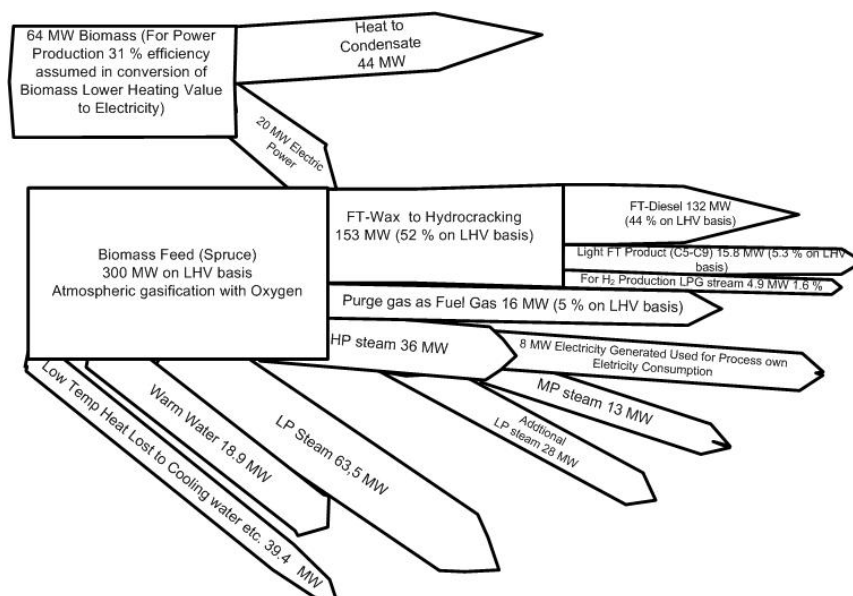 64 MW Biomass (For Power
Production 31 % efficiency
assumed in conversion of
Biomass Lower Heating Value
to Electricity)
Heat to
Condensate
44 MW
20 MW Electric
Power
Biomass Feed (Spruce)
300 MW on LHV basis
Atmospheric gasification with Oxygen
FT-Wax to Hydrocracking
153 MW (52 % on LHV basis)
FT-Diesel 132 MW
(44 % on LHV basis)
Light FT Product (C5-C9) 15.8 MW (5.3 % on LHV
basis)
For H2 Production LPG stream 4.9 MW 1.6 %
Purge gas as Fuel Gas 16 MW (5 % on LHV basis)
HP steam 36 MW
8 MW Electricity Generated Used for Process own
Eletricity Consumption
MP steam 13 MW
Addtional
LP steam 28 MW
LP Steam 63,5 MW
Warm Water 18.9 MW
Low Temp Heat Lost to Cooling water etc. 39.4
MW